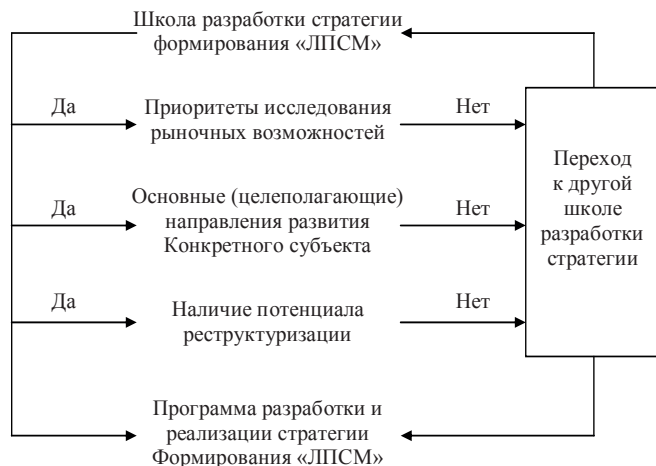 Школа разработки стратегии
формирования «ЛПСМ»
Да
Приоритеты исследования
рыночных возможностей
Нет
Да
Основные (целеполагающие)
направления развития
Конкретного субъекта
Нет
Да
Наличие потенциала
реструктуризации
Нет
Переход
к другой
школе
разработки
стратегии
Программа разработки и
реализации стратегии
Формирования «ЛПСМ»